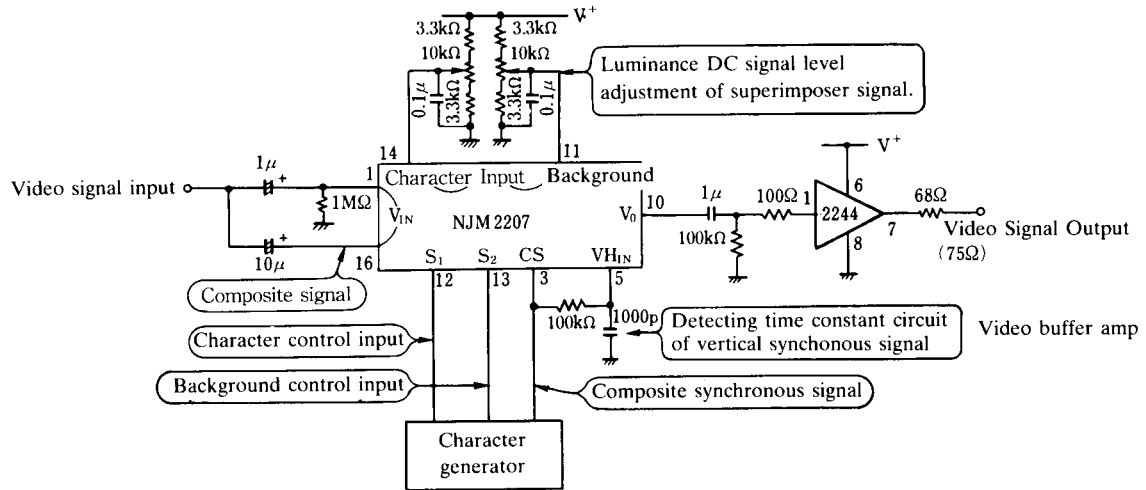 V+
3.3kΩ
3.3kΩ
10kΩ
10kΩ
0.1μ
3.3kΩ
3.3kΩ
0.1μ
Luminance DC signal level
adjustment of superimposer signal.
14
11
Character Input Background
Video signal input
1μ
+
1
1MΩ
VIN
NJM 2207
V0
10
1μ
100kΩ
100Ω
1
2244
V+
6
8
7
68Ω
Video Signal Output
(75Ω)
10μ
+
16
S1
S2
CS
VHIN
12
13
3
5
Composite signal
100kΩ
1000p
Detecting time constant circuit
of vertical synchonous signal
Video buffer amp
Character control input
Background control input
Composite synchronous signal
Character
generator